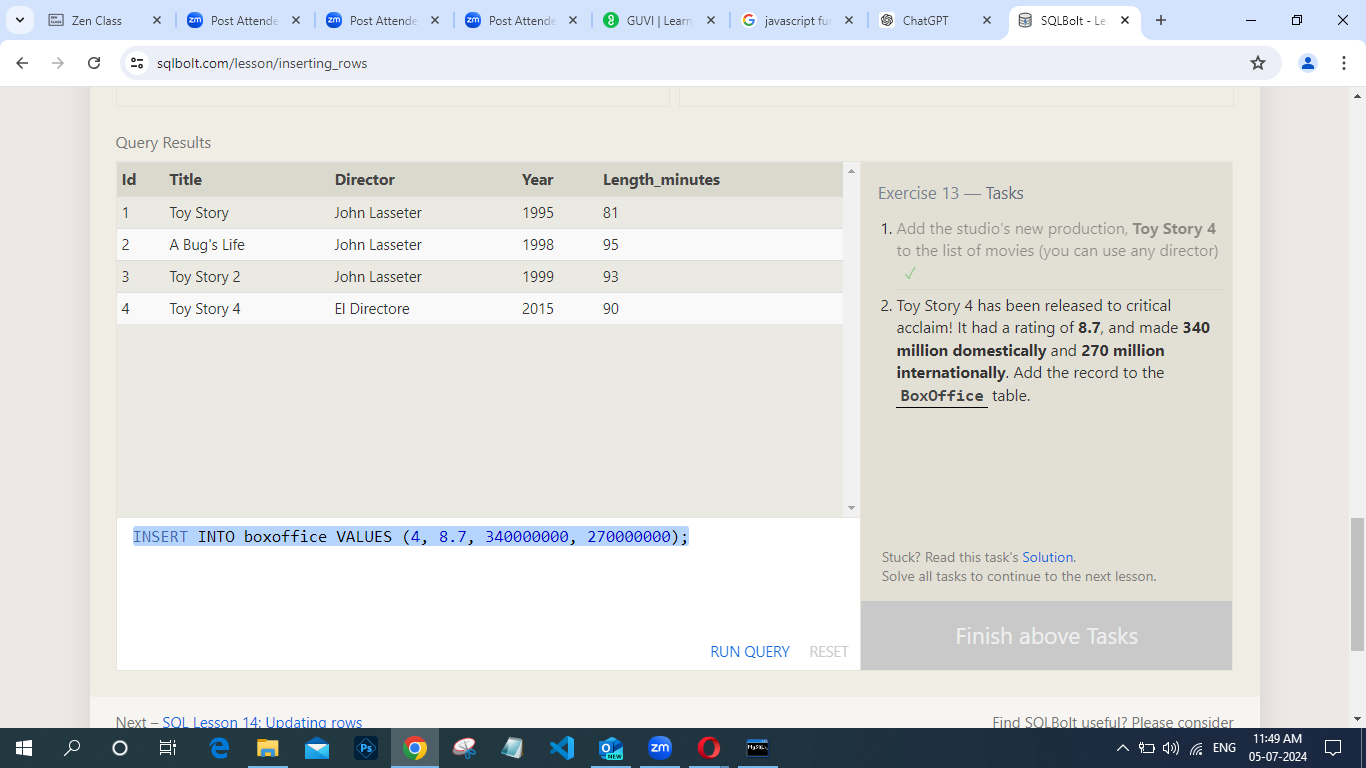 Zen Class
Post Attende
Post Attende
Post Attende
GUVI | Learn
javascript fun
ChatGPT
SQLBolt - Le
sqlbolt.com/lesson/inserting_rows
Query Results
Id Title Director Year Length_minutes
1 Toy Story John Lasseter 1995 81
2 A Bug's Life John Lasseter 1998 95
3 Toy Story 2 John Lasseter 1999 93
4 Toy Story 4 El Directore 2015 90
Exercise 13 — Tasks
1. Add the studio's new production, Toy Story 4
to the list of movies (you can use any director)
✓
2. Toy Story 4 has been released to critical
acclaim! It had a rating of 8.7, and made 340
million domestically and 270 million
internationally. Add the record to the
BoxOffice table.
INSERT INTO boxoffice VALUES (4, 8.7, 340000000, 270000000);
RUN QUERY RESET
Stuck? Read this task's Solution.
Solve all tasks to continue to the next lesson.
Finish above Tasks
Next – SQL Lesson 14: Updating rows
Find SQLBolt useful? Please consider
ENG
11:49 AM
05-07-2024